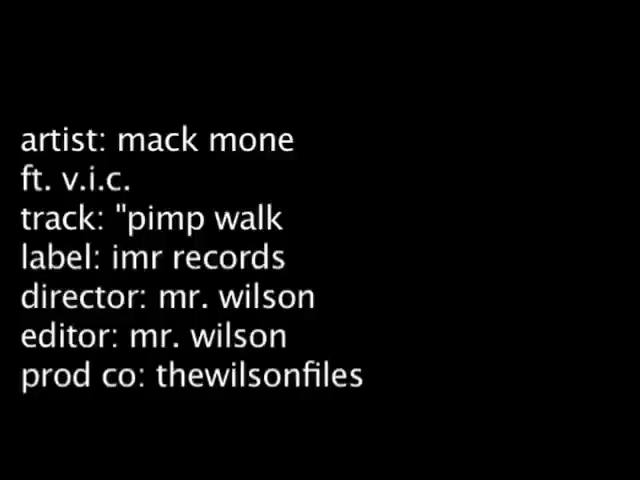 artist: mack mone
ft. v.i.c.
track: "pimp walk
label: imr records
director: mr. wilson
editor: mr. wilson
prod co: thewilsonfiles